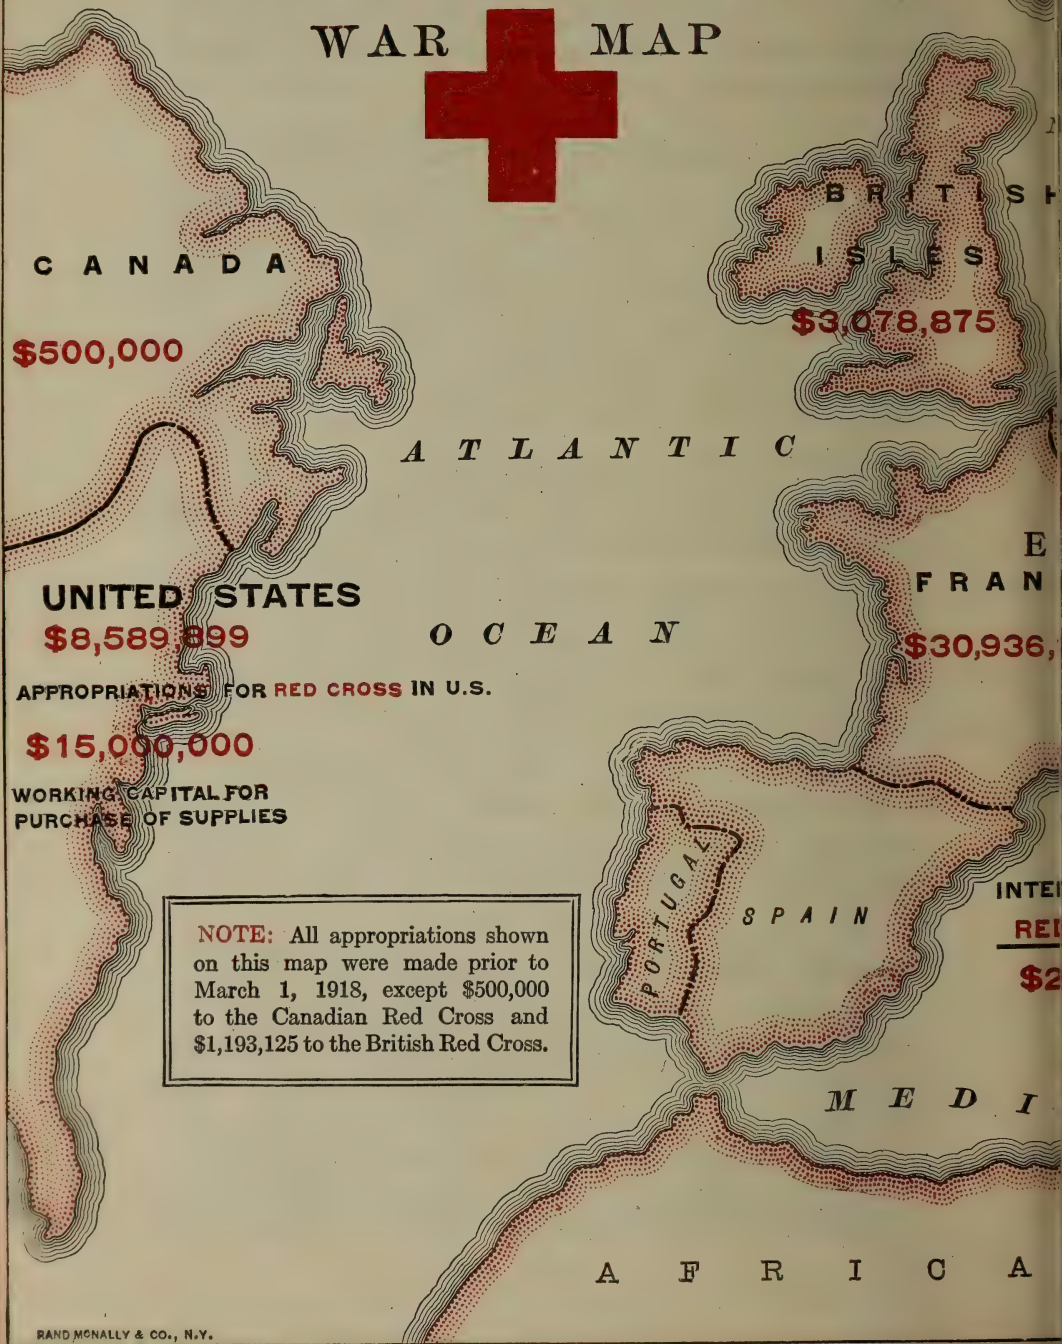 WAR MAP
BRITISH
ISLES
$3,078,875
CANADA
$500,000
ATLANTIC
OCEAN
E
FRAN
$30,936,
UNITED STATES
$8,589,899
APPROPRIATIONS FOR RED CROSS IN U.S.
$15,000,000
WORKING CAPITAL FOR
PURCHASE OF SUPPLIES
PORTUGAL
SPAIN
INTE
RE
$2
NOTE: All appropriations shown
on this map were made prior to
March 1, 1918, except $500,000
to the Canadian Red Cross and
$1,193,125 to the British Red Cross.
MEDI
AFRICA
RAND MCNALLY & CO., N.Y.